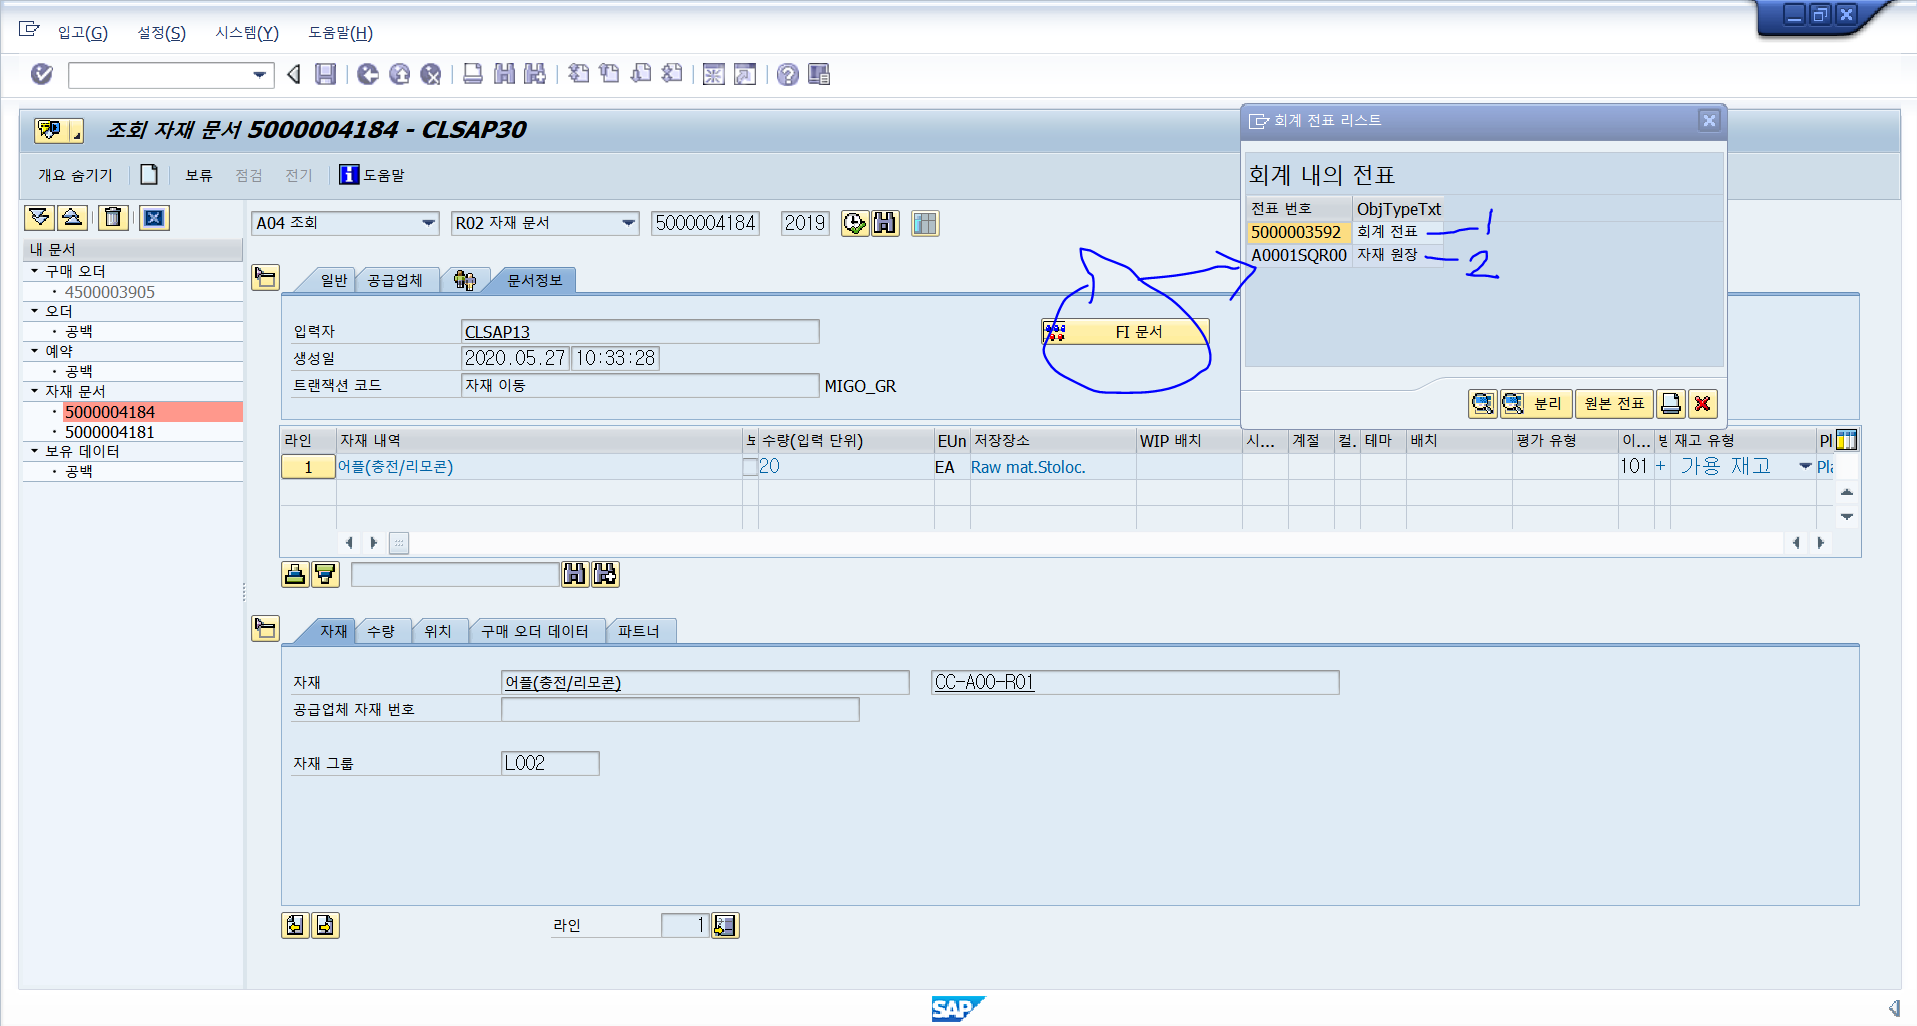 입고(G) 설정(S) 시스템(Y) 도움말(H)
조회 자재 문서 5000004184 - CLSAP30
개요 숨기기 보류 점검 전기 도움말
내 문서
구매 오더
4500003905
오더
공백
예약
공백
자재 문서
5000004184
5000004181
보유 데이터
공백
A04 조회 R02 자재 문서 5000004184 2019
일반 공급업체 문서정보
입력자 CLSAP13
생성일 2020.05.27 10:33:28
트랜잭션 코드 자재 이동 MIGO_GR
FI 문서
회계 전표 리스트
회계 내의 전표
전표 번호 ObjTypeTxt
5000003592 회계 전표 1
A0001SQR00 자재 원장 2
분리 원본 전표
라인 자재 내역 수량(입력 단위) EUn 저장장소 WIP 배치 시... 계절 컬. 테마 배치 평가 유형 이... 재고 유형 Pl
1 어플(충전/리모콘) 20 EA Raw mat.Stoloc. 101 + 가용 재고 Pla
자재 수량 위치 구매 오더 데이터 파트너
자재 어플(충전/리모콘) CC-A00-R01
공급업체 자재 번호
자재 그룹 L002
라인 1
SAP